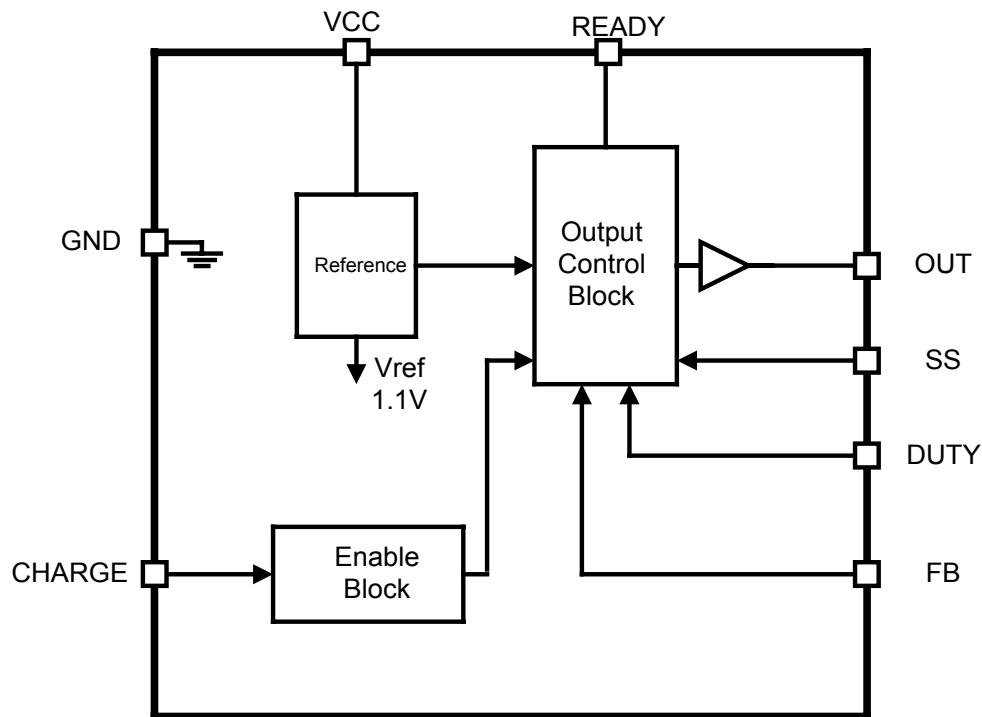 VCC
READY
GND
Reference
Output
Control
Block
OUT
Vref
1.1V
SS
DUTY
CHARGE
Enable
Block
FB